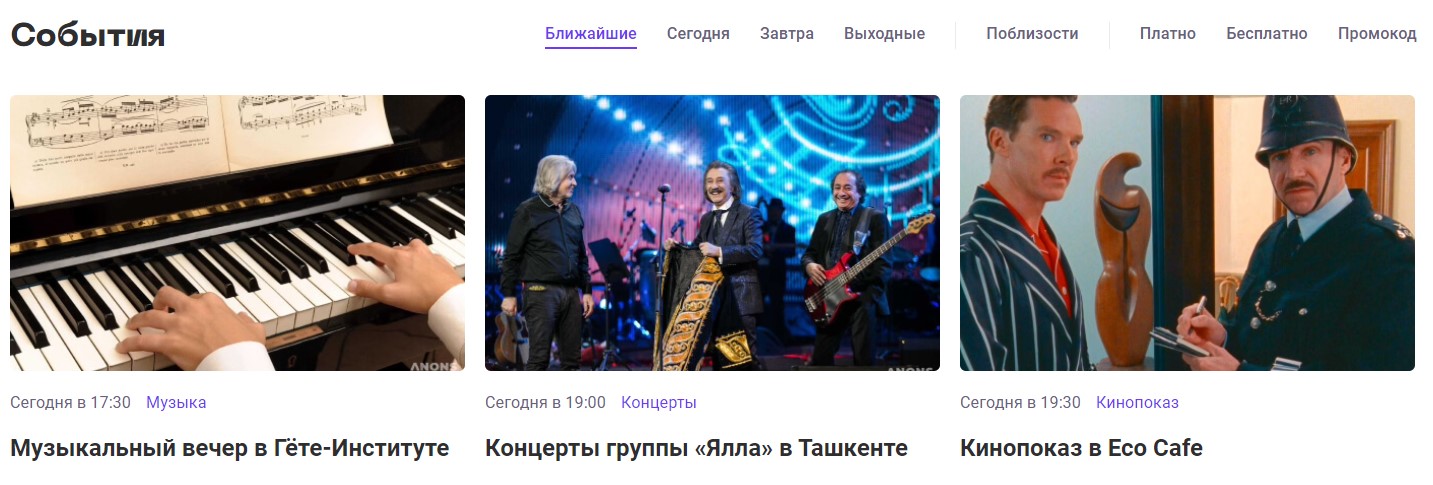 События
Ближайшие Сегодня Завтра Выходные Поблизости Платно Бесплатно Промокод
ANONS
ANONS
Сегодня в 17:30 Музыка
Сегодня в 19:00 Концерты
Сегодня в 19:30 Кинопоказ
Музыкальный вечер в Гёте-Институте
Концерты группы «Ялла» в Ташкенте
Кинопоказ в Eco Cafe